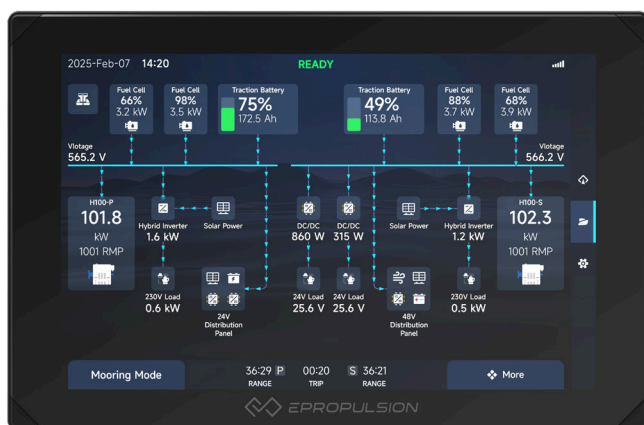 2025-Feb-07 14:20 READY
Fuel Cell Fuel Cell Traction Battery Traction Battery Fuel Cell Fuel Cell
66% 98% 75% 49% 88% 68%
3.2 kW 3.5 kW 172.5 Ah 113.8 Ah 3.7 kW 3.9 kW
Vlotage Vlotage
565.2 V 566.2 V
H100-P H100-S
101.8 102.3
kW kW
1001 RMP 1001 RMP
Hybrid Inverter Solar Power DC/DC DC/DC Solar Power Hybrid Inverter
1.6 kW 860 W 315 W 1.2 kW
230V Load 24V Load 24V Load 230V Load
0.6 kW 25.6 V 25.6 V 0.5 kW
24V 48V
Distribution Distribution
Panel Panel
Mooring Mode 36:29 P 00:20 S 36:21 More
RANGE TRIP RANGE
EPROPULSION